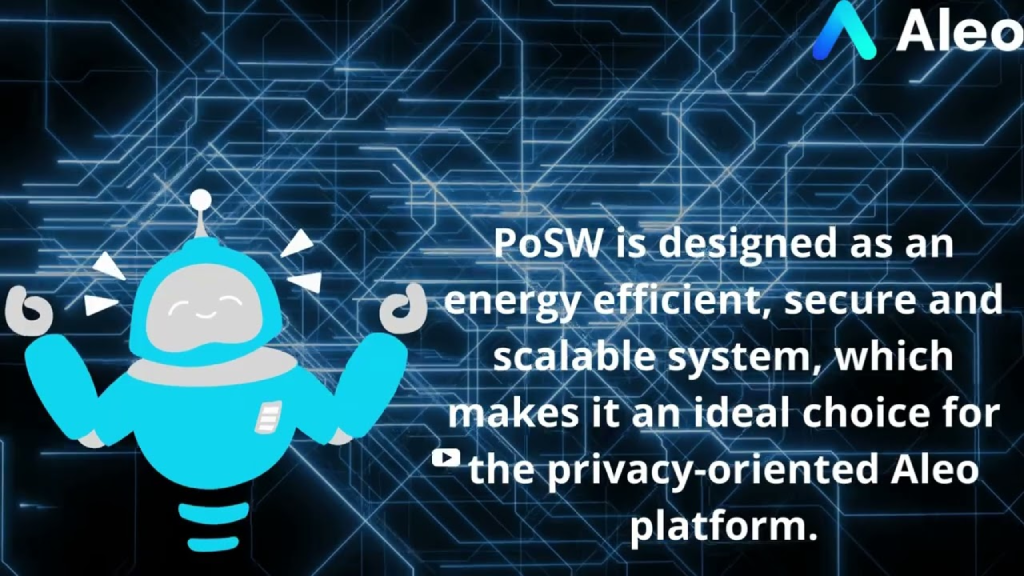 Aleo
PoSW is designed as an
energy efficient, secure and
scalable system, which
makes it an ideal choice for
the privacy-oriented Aleo
platform.